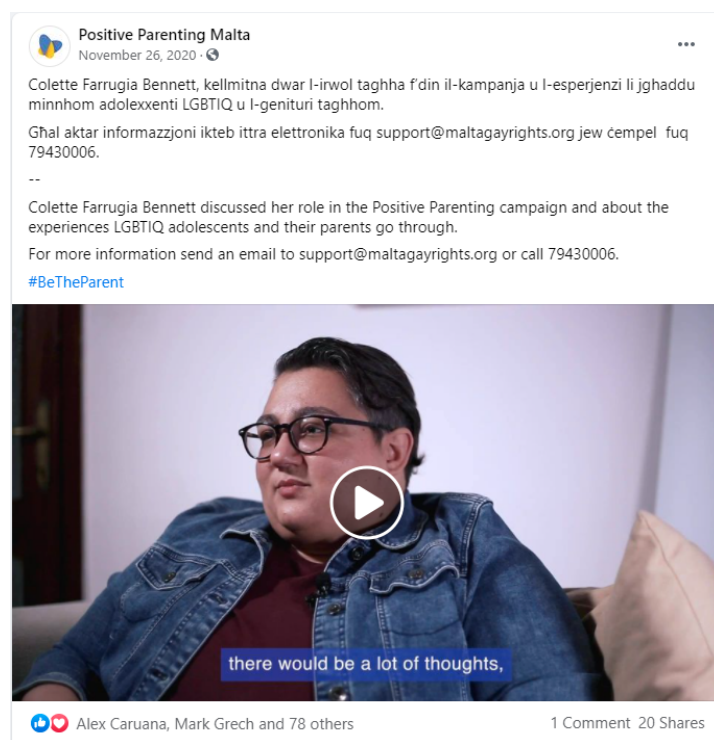 Positive Parenting Malta
November 26, 2020 ·
Colette Farrugia Bennett, kellmitna dwar l-irwol tagħha f'din il-kampanja u l-esperjenzi li jgħaddu
minnhom adolexxenti LGBTIQ u l-genituri tagħhom.
Għal aktar informazzjoni ikteb ittra elettronika fuq support@maltagayrights.org jew ċempel fuq
79430006.
--
Colette Farrugia Bennett discussed her role in the Positive Parenting campaign and about the
experiences LGBTIQ adolescents and their parents go through.
For more information send an email to support@maltagayrights.org or call 79430006.
#BeTheParent
there would be a lot of thoughts,
Alex Caruana, Mark Grech and 78 others
1 Comment 20 Shares